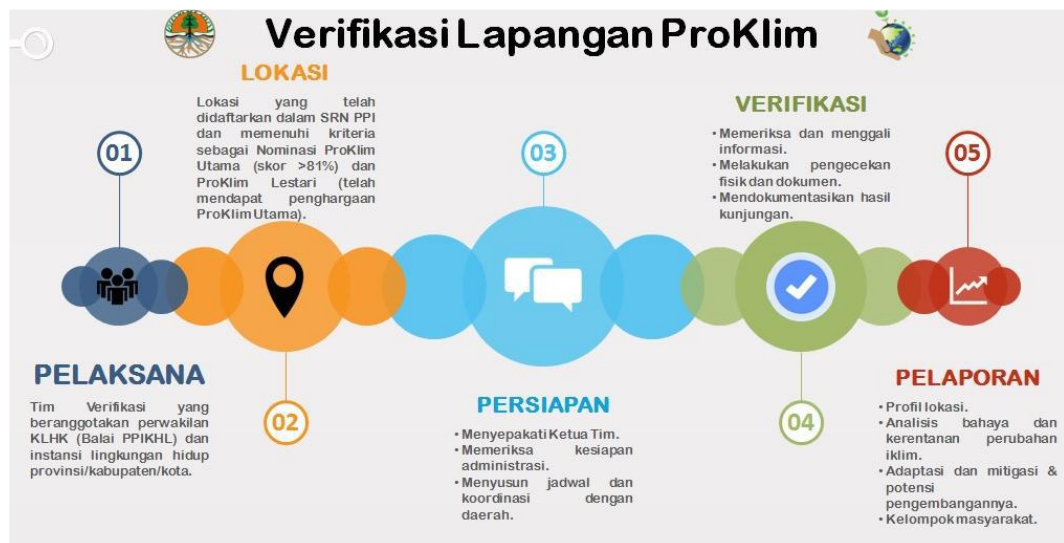 Verifikasi Lapangan ProKlim
01
PELAKSANA
Tim Verifikasi yang
beranggotakan perwakilan
KLHK (Balai PPIKHL) dan
instansi lingkungan hidup
provinsi/kabupaten/kota.
LOKASI
Lokasi yang telah
didaftarkan dalam SRN PPI
dan memenuhi kriteria
sebagai Nominasi ProKlim
Utama (skor >81%) dan
ProKlim Lestari (telah
mendapat penghargaan
ProKlim Utama).
02
03
PERSIAPAN
• Menyepakati Ketua Tim.
• Memeriksa kesiapan
administrasi.
• Menyusun jadwal dan
koordinasi dengan
daerah.
VERIFIKASI
• Memeriksa dan menggali
informasi.
• Melakukan pengecekan
fisik dan dokumen.
• Mendokumentasikan hasil
kunjungan.
04
05
PELAPORAN
• Profil lokasi.
• Analisis bahaya dan
kerentanan perubahan
iklim.
• Adaptasi dan mitigasi &
potensi
pengembangannya.
• Kelompok masyarakat.